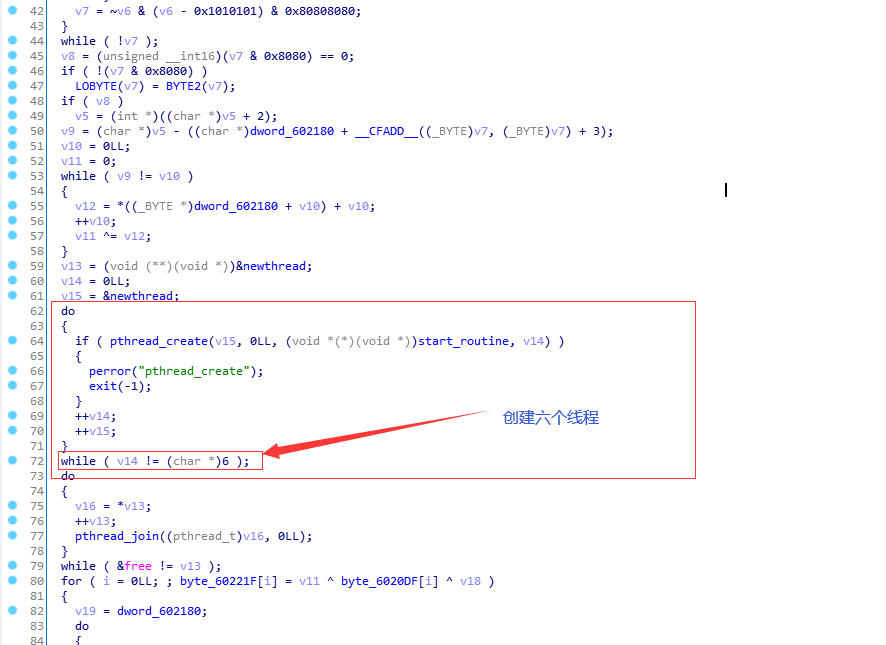 42 v7 = ~v6 & (v6 - 0x1010101) & 0x80808080;
43 }
44 while ( !v7 );
45 v8 = (unsigned __int16)(v7 & 0x8080) == 0;
46 if ( !(v7 & 0x8080) )
47 LOBYTE(v7) = BYTE2(v7);
48 if ( v8 )
49 v5 = (int *)((char *)v5 + 2);
50 v9 = (char *)v5 - ((char *)dword_602180 + __CFADD__((_BYTE)v7, (_BYTE)v7) + 3);
51 v10 = 0LL;
52 v11 = 0;
53 while ( v9 != v10 )
54 {
55 v12 = *((_BYTE *)dword_602180 + v10) + v10;
56 ++v10;
57 v11 ^= v12;
58 }
59 v13 = (void (**)(void *))&newthread;
60 v14 = 0LL;
61 v15 = &newthread;
62 do
63 {
64 if ( pthread_create(v15, 0LL, (void *(*)(void *))start_routine, v14) )
65 {
66 perror("pthread_create");
67 exit(-1);
68 }
69 ++v14;
创建六个线程
70 ++v15;
71 }
72 while ( v14 != (char *)6 );
73 do
74 {
75 v16 = *v13;
76 ++v13;
77 pthread_join((pthread_t)v16, 0LL);
78 }
79 while ( &free != v13 );
80 for ( i = 0LL; ; byte_60221F[i] = v11 ^ byte_6020DF[i] ^ v18 )
81 {
82 v19 = dword_602180;
83 do
84 {